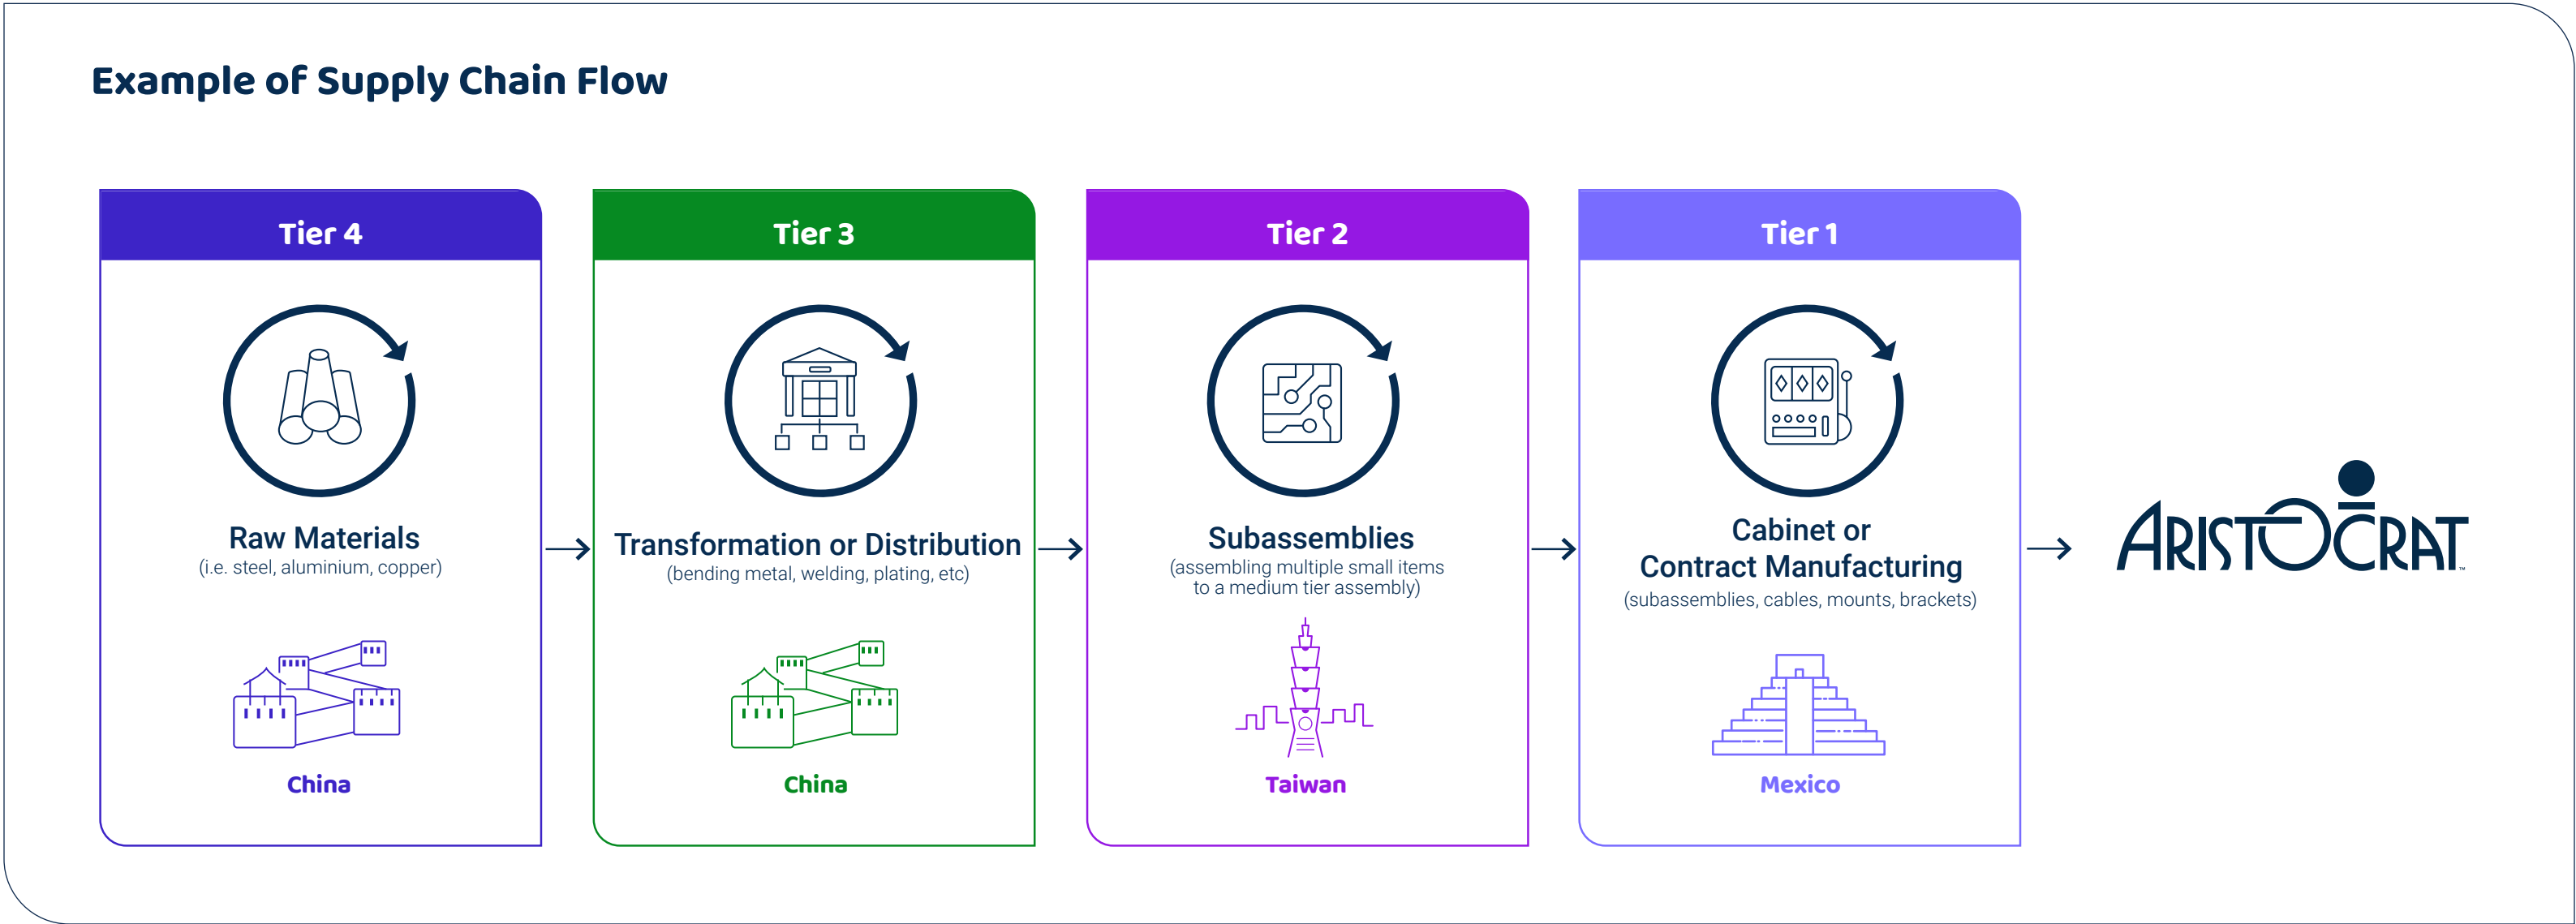 Example of Supply Chain Flow
Tier 4
Raw Materials
(i.e. steel, aluminium, copper)
China
Tier 3
Transformation or Distribution
(bending metal, welding, plating, etc)
China
Tier 2
Subassemblies
(assembling multiple small items
to a medium tier assembly)
Taiwan
Tier 1
Cabinet or
Contract Manufacturing
(subassemblies, cables, mounts, brackets)
Mexico
ARISTOCRAT™